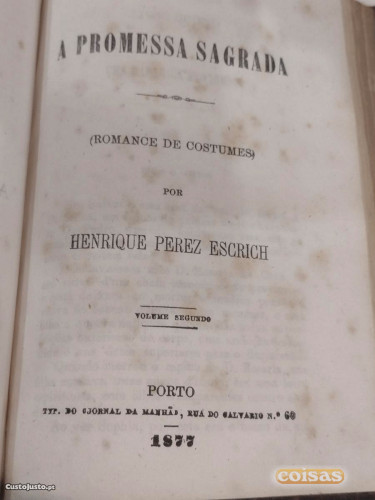 A PROMESSA SAGRADA
(ROMANCE DE COSTUMES)
POR
HENRIQUE PEREZ ESCRICH
VOLUME SEGUNDO
PORTO
TYP. DO «JORNAL DA MANHÃ», RUA DO CALVARIO N.º 60
1877
CustoJusto.pt
coisas